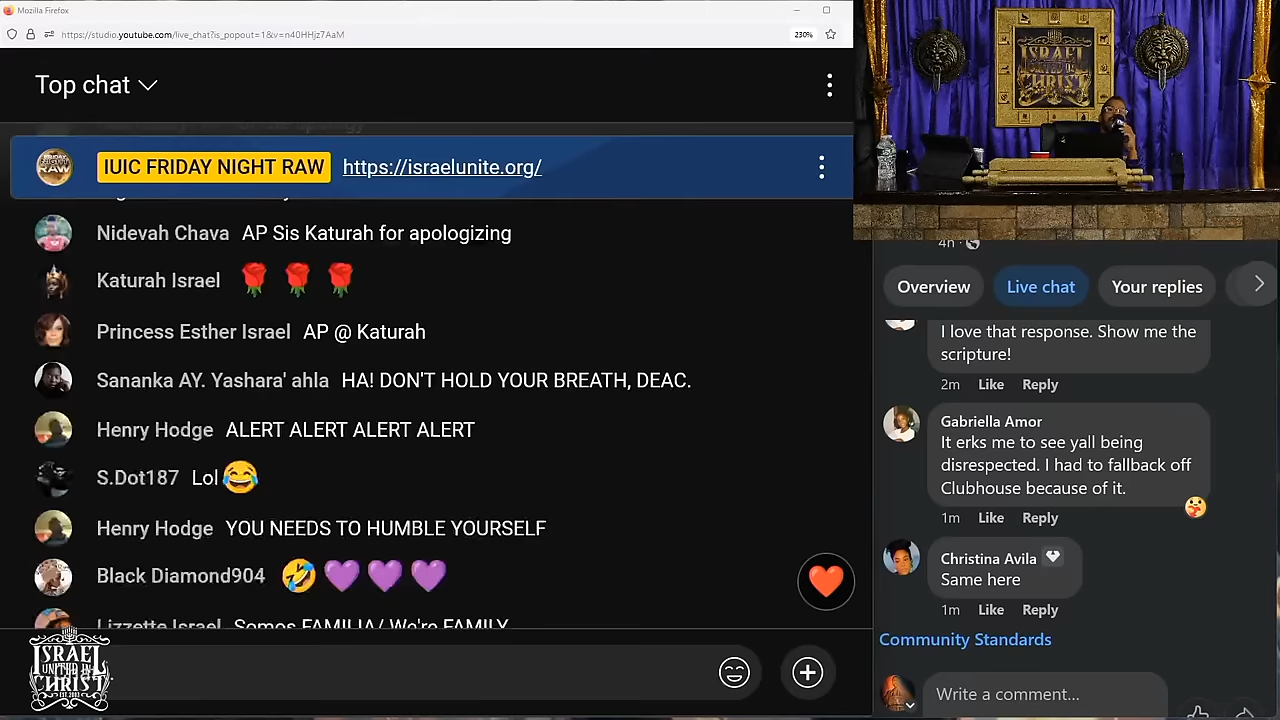 Mozilla Firefox
https://studio.youtube.com/live_chat?is_popout=1&v=n40HHjz7AaM
230%
Top chat
IUIC FRIDAY NIGHT RAW https://israelunite.org/
Nidevah Chava AP Sis Katurah for apologizing
Katurah Israel
Princess Esther Israel AP @ Katurah
Sananka AY. Yashara' ahla HA! DON'T HOLD YOUR BREATH, DEAC.
Henry Hodge ALERT ALERT ALERT ALERT
S.Dot187 Lol😂
Henry Hodge YOU NEEDS TO HUMBLE YOURSELF
Black Diamond904 🤣💜💜💜
Lizzette Israel Somos FAMILIA/ We're FAMILY
ISRAEL
UNITED IN
CHRIST
EST. 2003
ISRAEL
UNITED IN
CHRIST
4h
Overview
Live chat
Your replies
I love that response. Show me the
scripture!
2m Like Reply
Gabriella Amor
It erks me to see yall being
disrespected. I had to fallback off
Clubhouse because of it.
1m Like Reply
Christina Avila
Same here
1m Like Reply
Community Standards
Write a comment...